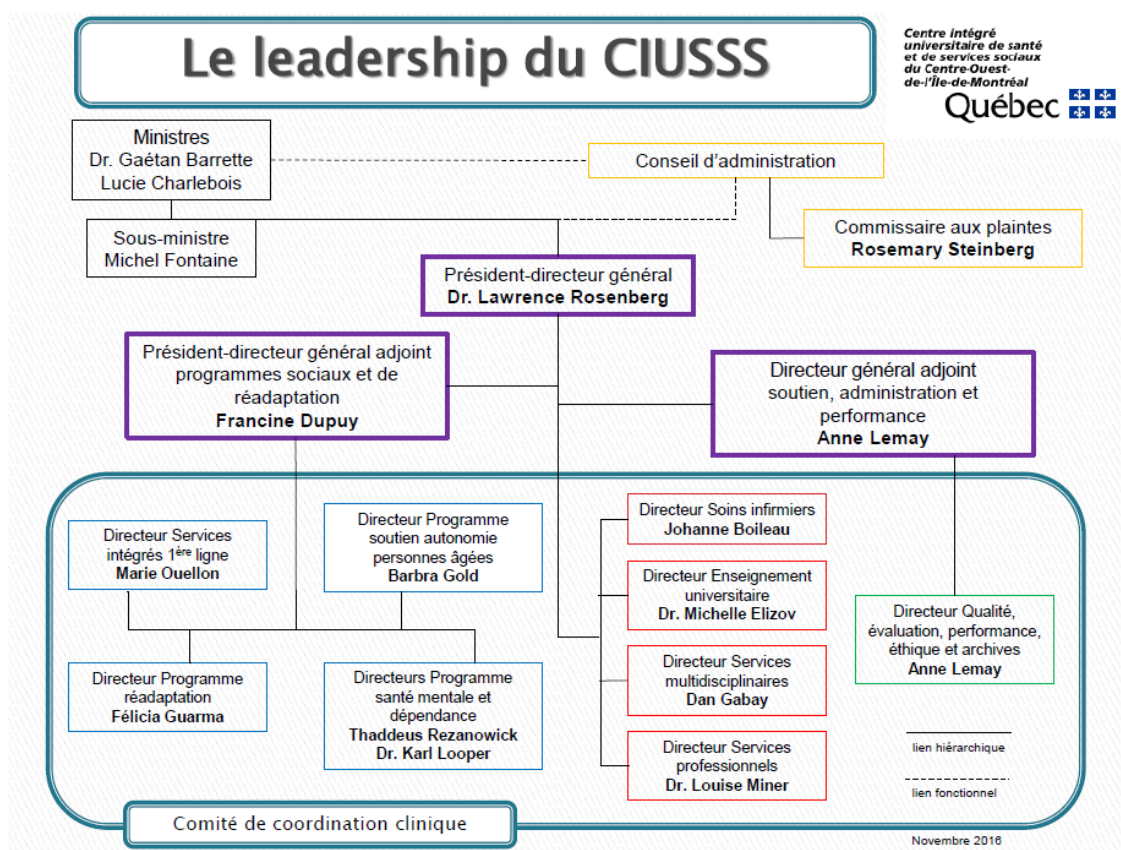 Le leadership du CIUSSS
Centre intégré
universitaire de santé
et de services sociaux
du Centre-Ouest-
de-l'Île-de-Montréal
Québec
Ministres
Dr. Gaétan Barrette
Lucie Charlebois
Conseil d'administration
Sous-ministre
Michel Fontaine
Commissaire aux plaintes
Rosemary Steinberg
Président-directeur général
Dr. Lawrence Rosenberg
Président-directeur général adjoint
programmes sociaux et de
réadaptation
Francine Dupuy
Directeur général adjoint
soutien, administration et
performance
Anne Lemay
Directeur Services
intégrés 1ère ligne
Marie Ouellon
Directeur Programme
soutien autonomie
personnes âgées
Barbra Gold
Directeur Soins infirmiers
Johanne Boileau
Directeur Enseignement
universitaire
Dr. Michelle Elizov
Directeur Qualité,
évaluation, performance,
éthique et archives
Anne Lemay
Directeur Programme
réadaptation
Félicia Guarma
Directeurs Programme
santé mentale et
dépendance
Thaddeus Rezanowick
Dr. Karl Looper
Directeur Services
multidisciplinaires
Dan Gabay
Directeur Services
professionnels
Dr. Louise Miner
lien hiérarchique
lien fonctionnel
Comité de coordination clinique
Novembre 2016